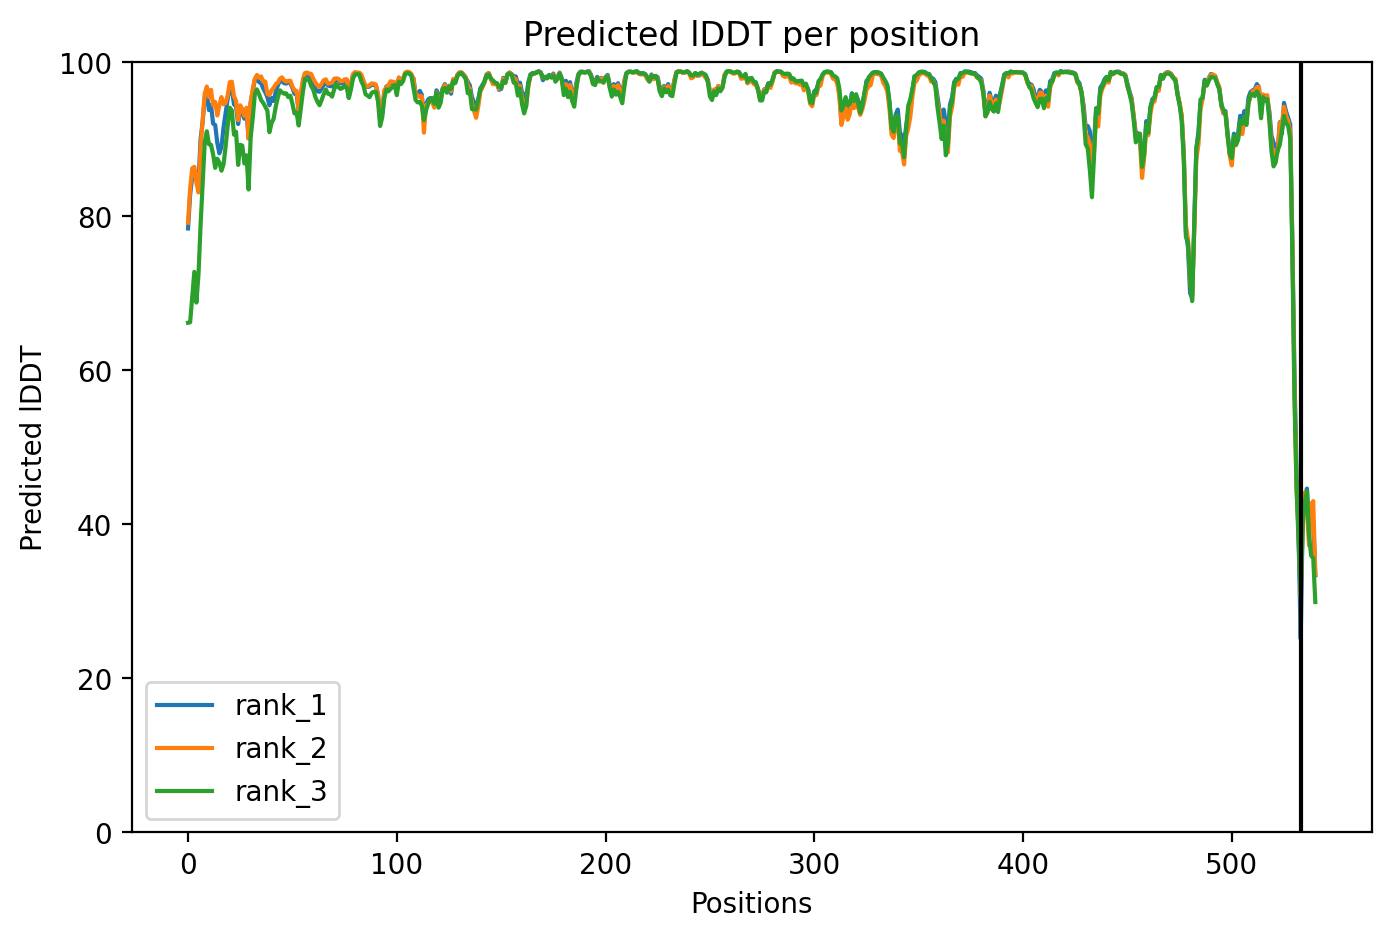 Predicted lDDT per position
Predicted lDDT
100
80
60
40
20
0
rank_1
rank_2
rank_3
0 100 200 300 400 500
Positions